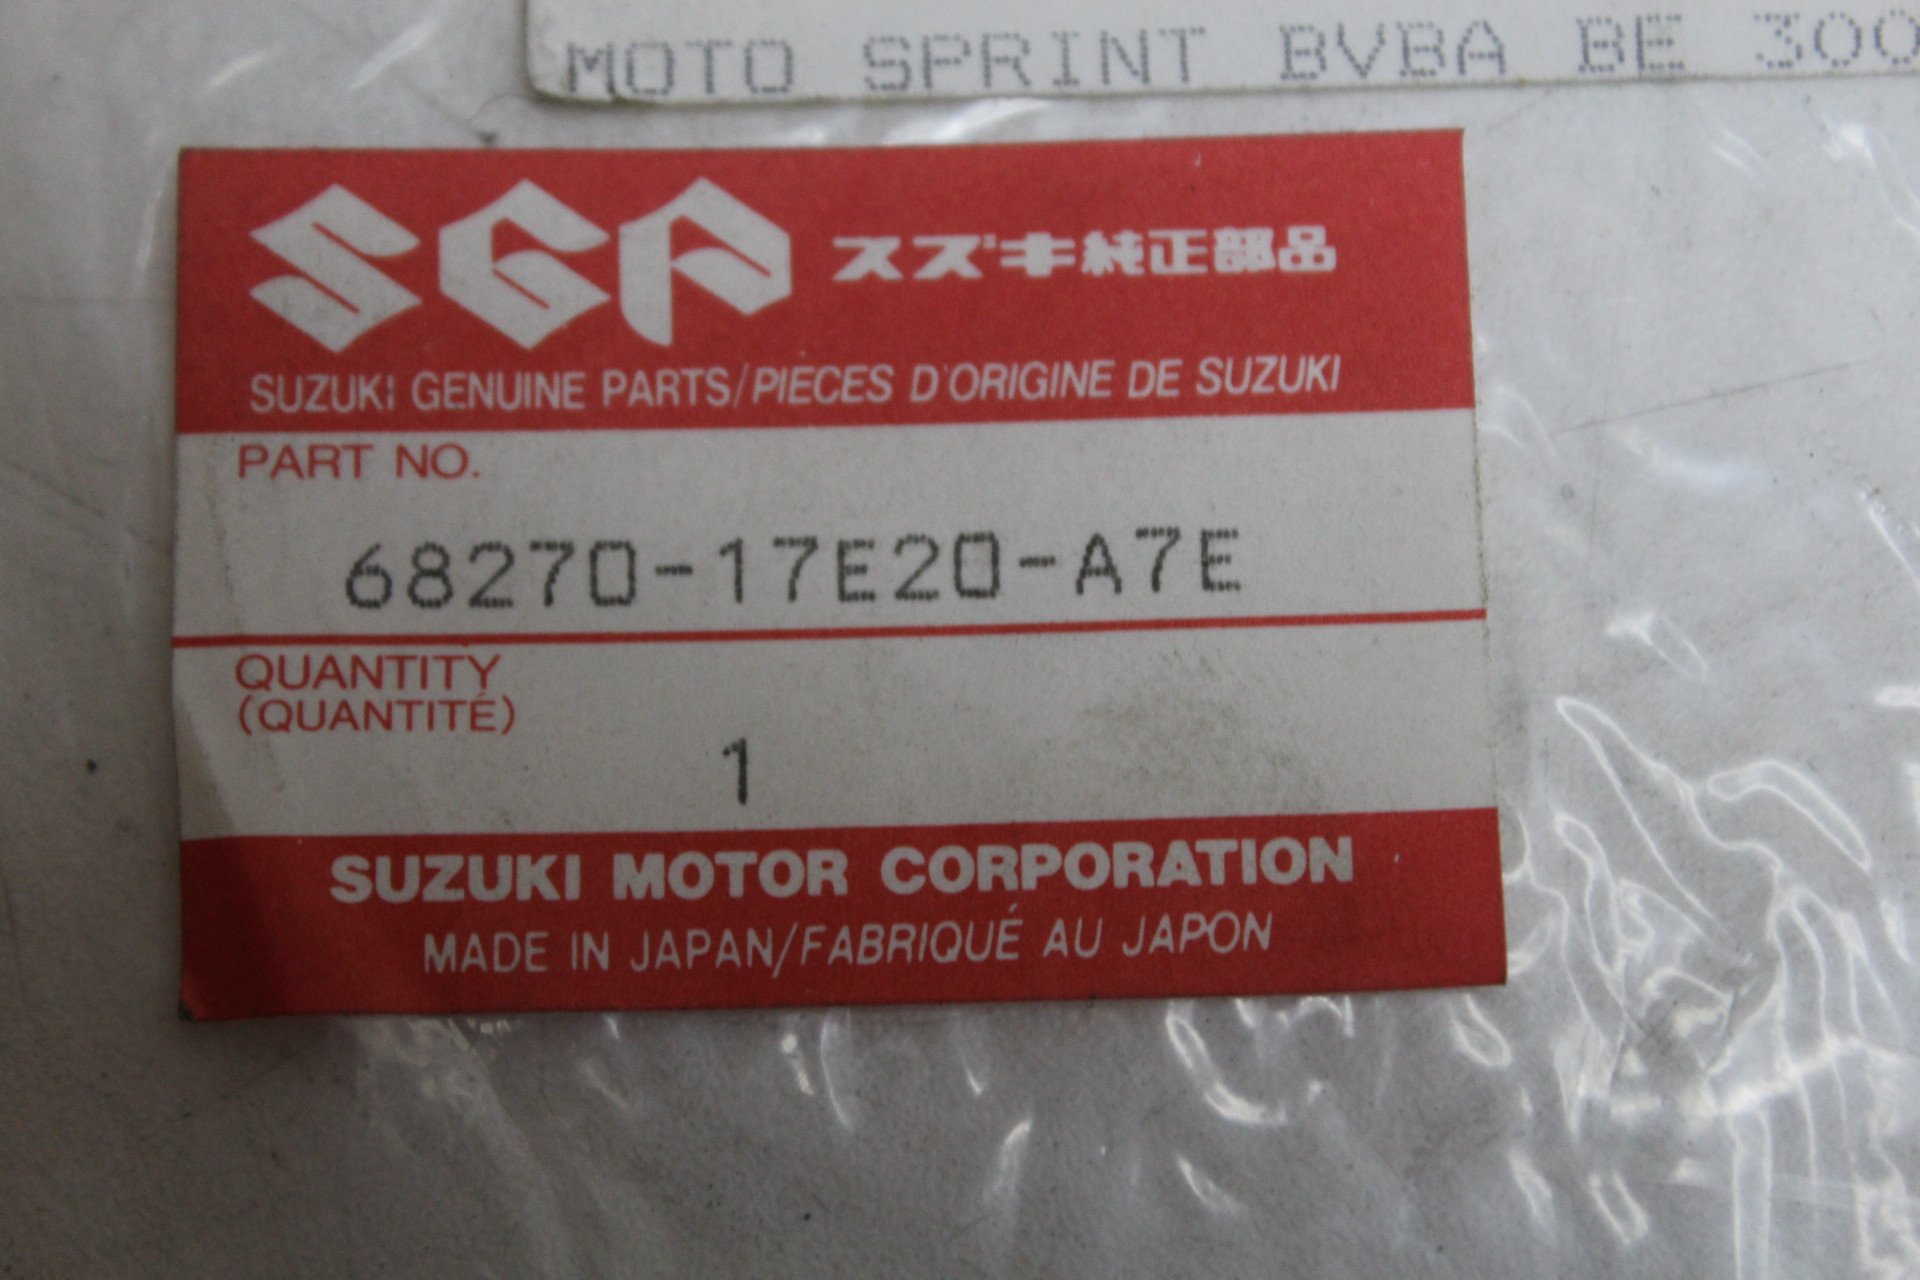 MOTO SPRINT BVBA BE 300
SGP スズキ純正部品
SUZUKI GENUINE PARTS/PIÈCES D'ORIGINE DE SUZUKI
PART NO.
68270-17E20-A7E
QUANTITY
(QUANTITÉ)
1
SUZUKI MOTOR CORPORATION
MADE IN JAPAN/FABRIQUÉ AU JAPON